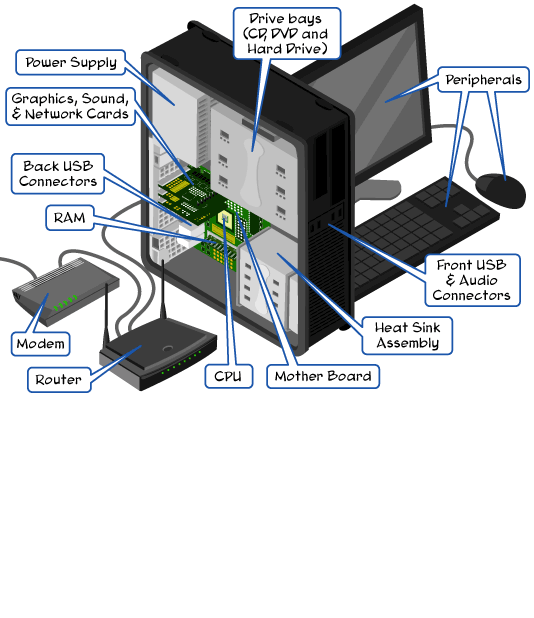 Drive bays
(CD, DVD and
Hard Drive)
Power Supply
Peripherals
Graphics, Sound,
& Network Cards
Back USB
Connectors
RAM
Front USB
& Audio
Connectors
Heat Sink
Assembly
Modem
Router
CPU
Mother Board